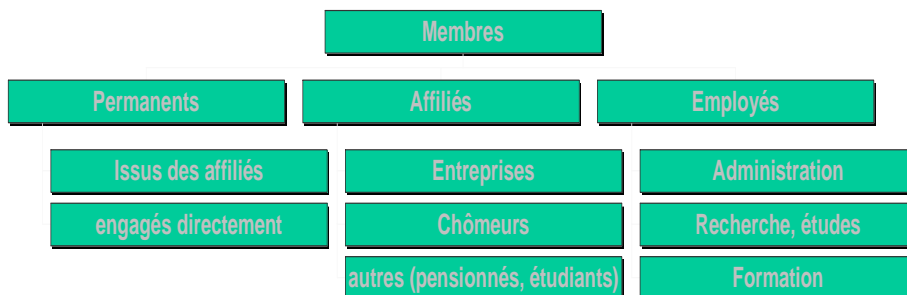 Membres
Permanents
Affiliés
Employés
Issus des affiliés
Entreprises
Administration
engagés directement
Chômeurs
Recherche, études
autres (pensionnés, étudiants)
Formation